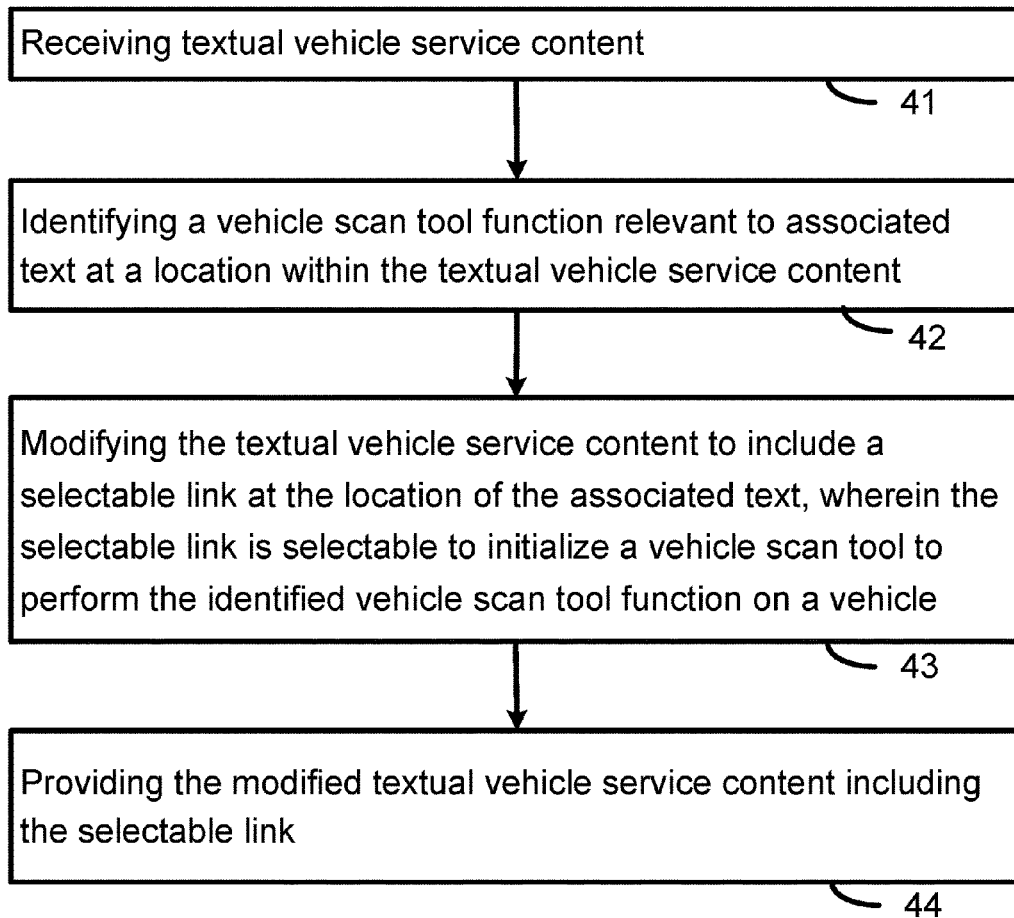 Receiving textual vehicle service content
41
Identifying a vehicle scan tool function relevant to associated
text at a location within the textual vehicle service content
42
Modifying the textual vehicle service content to include a
selectable link at the location of the associated text, wherein the
selectable link is selectable to initialize a vehicle scan tool to
perform the identified vehicle scan tool function on a vehicle
43
Providing the modified textual vehicle service content including
the selectable link
44